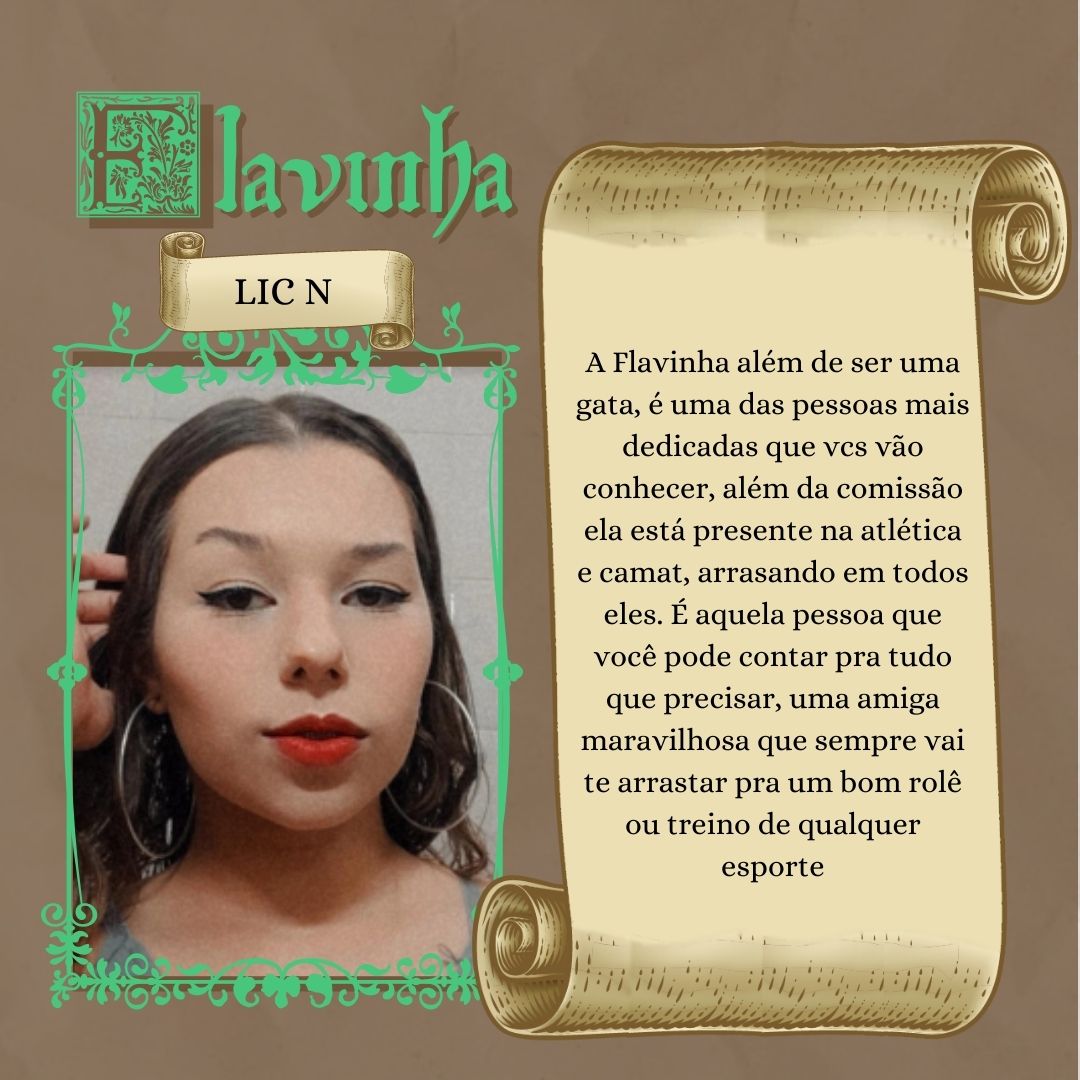 Flavinha
LIC N
A Flavinha além de ser uma
gata, é uma das pessoas mais
dedicadas que vcs vão
conhecer, além da comissão
ela está presente na atlética
e camat, arrasando em todos
eles. É aquela pessoa que
você pode contar pra tudo
que precisar, uma amiga
maravilhosa que sempre vai
te arrastar pra um bom rolê
ou treino de qualquer
esporte